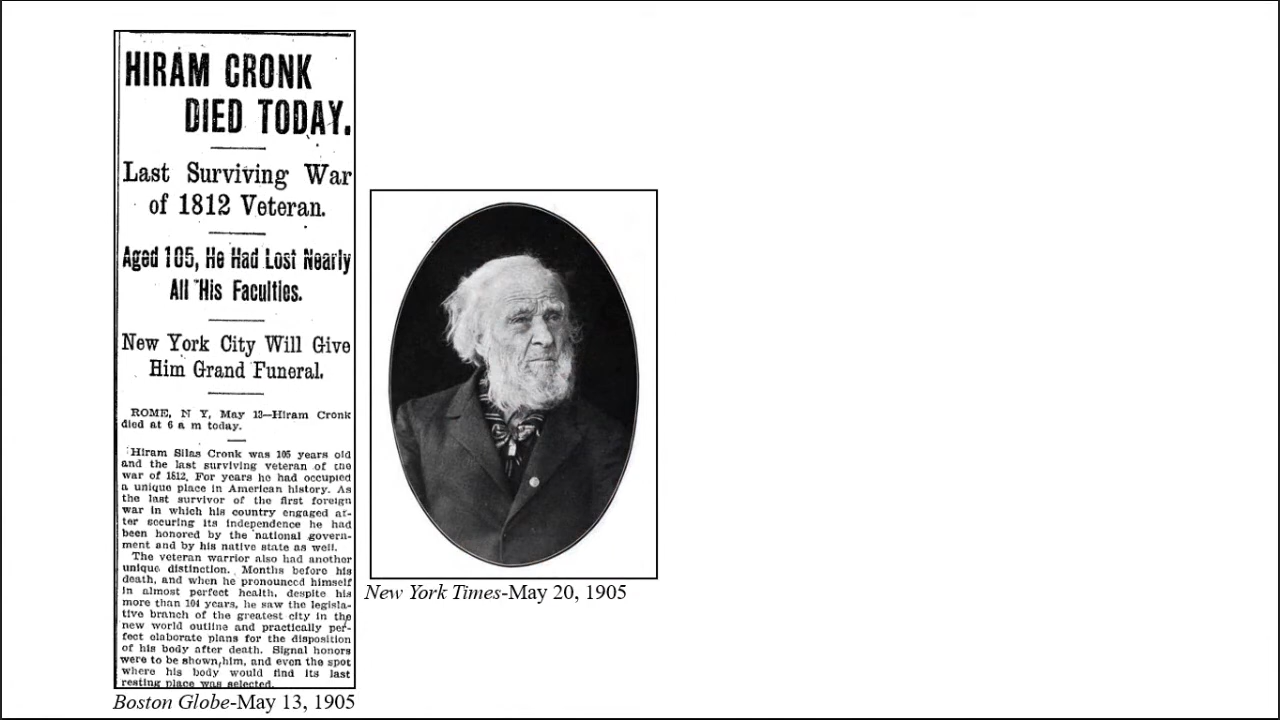 HIRAM CRONK
DIED TODAY.
Last Surviving War
of 1812 Veteran.
Aged 105, He Had Lost Nearly
All His Faculties.
New York City Will Give
Him Grand Funeral.
ROME, N Y, May 13—Hiram Cronk
died at 6 a m today.
Hiram Silas Cronk was 105 years old
and the last surviving veteran of the
war of 1812. For years he had occupied
a unique place in American history. As
the last survivor of the first foreign
war in which his country engaged af-
ter securing its independence he had
been honored by the national govern-
ment and by his native state as well.
The veteran warrior also had another
unique distinction. Months before his
death, and when he pronounced himself
in almost perfect health, despite his
more than 104 years, he saw the legisla-
tive branch of the greatest city in the
new world outline and practically per-
fect elaborate plans for the disposition
of his body after death. Signal honors
were to be shown him, and even the spot
where his body would find its last
resting place was selected.
Boston Globe-May 13, 1905
New York Times-May 20, 1905